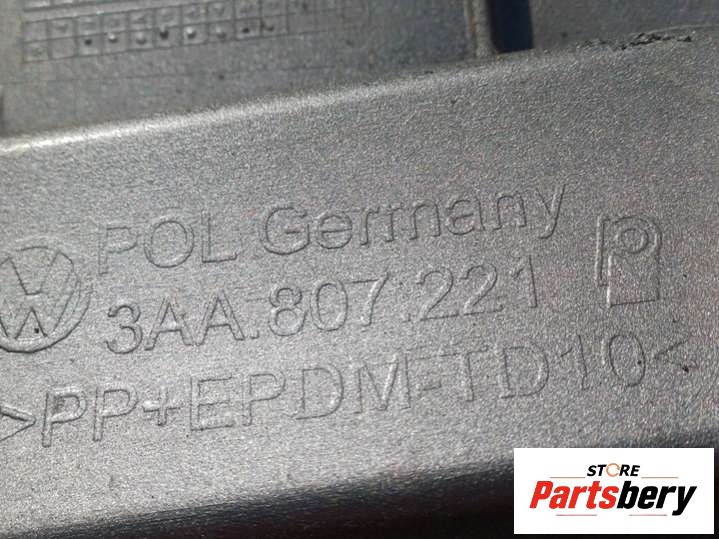 POL Germany
3AA.807.221
>PP+EPDM-TD10<
STORE
Partsbery